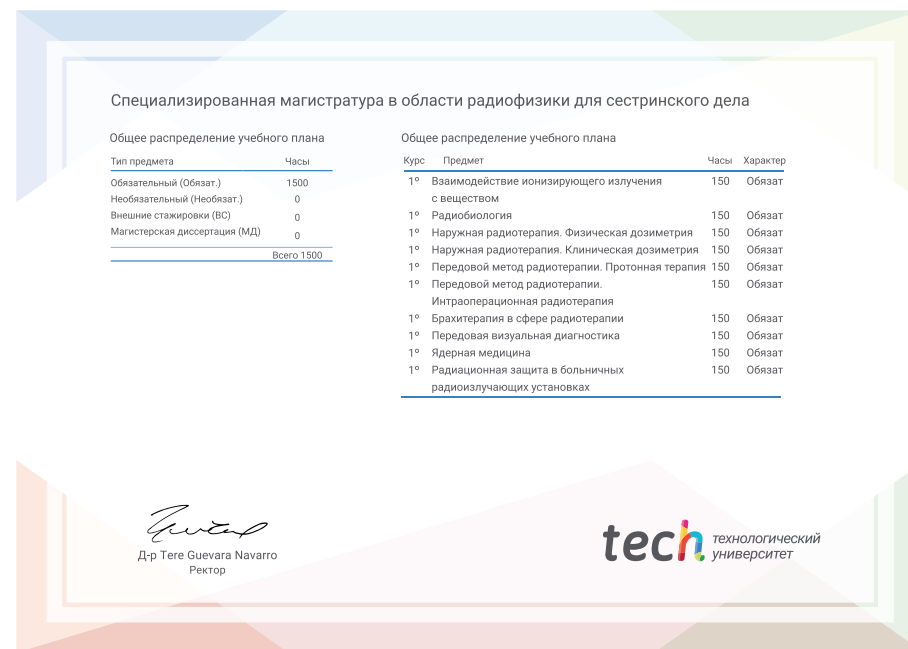 Специализированная магистратура в области радиофизики для сестринского дела
Общее распределение учебного плана
Тип предмета Часы
Обязательный (Обязат.) 1500
Необязательный (Необязат.) 0
Внешние стажировки (ВС) 0
Магистерская диссертация (МД) 0
Всего 1500
Общее распределение учебного плана
Курс Предмет Часы Характер
1º Взаимодействие ионизирующего излучения 150 Обязат
с веществом
1º Радиобиология 150 Обязат
1º Наружная радиотерапия. Физическая дозиметрия 150 Обязат
1º Наружная радиотерапия. Клиническая дозиметрия 150 Обязат
1º Передовой метод радиотерапии. Протонная терапия 150 Обязат
1º Передовой метод радиотерапии. 150 Обязат
Интраоперационная радиотерапия
1º Брахитерапия в сфере радиотерапии 150 Обязат
1º Передовая визуальная диагностика 150 Обязат
1º Ядерная медицина 150 Обязат
1º Радиационная защита в больничных 150 Обязат
радиоизлучающих установках
Д-р Tere Guevara Navarro
Ректор
tech технологический
университет